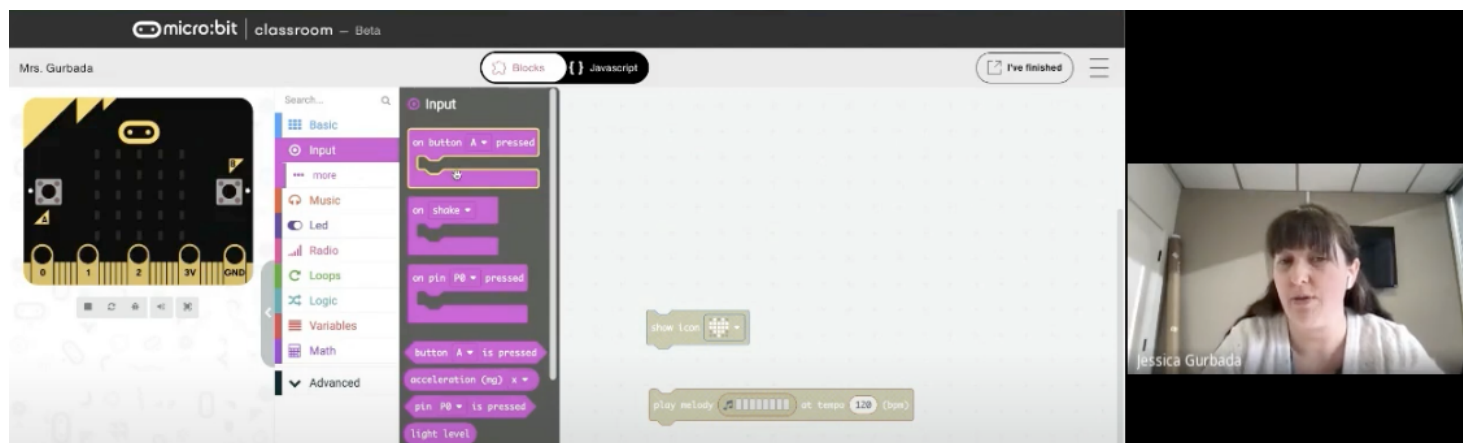 micro:bit | classroom – Beta
Mrs. Gurbada
Blocks
{ } Javascript
I've finished
A
B
0 1 2 3V GND
Search...
Basic
Input
more
Music
Led
Radio
Loops
Logic
Variables
Math
Advanced
Input
on button A pressed
on shake
on pin P0 pressed
button A is pressed
acceleration (mg) x
pin P0 is pressed
light level
show icon
play melody at tempo 120 (bpm)
Jessica Gurbada